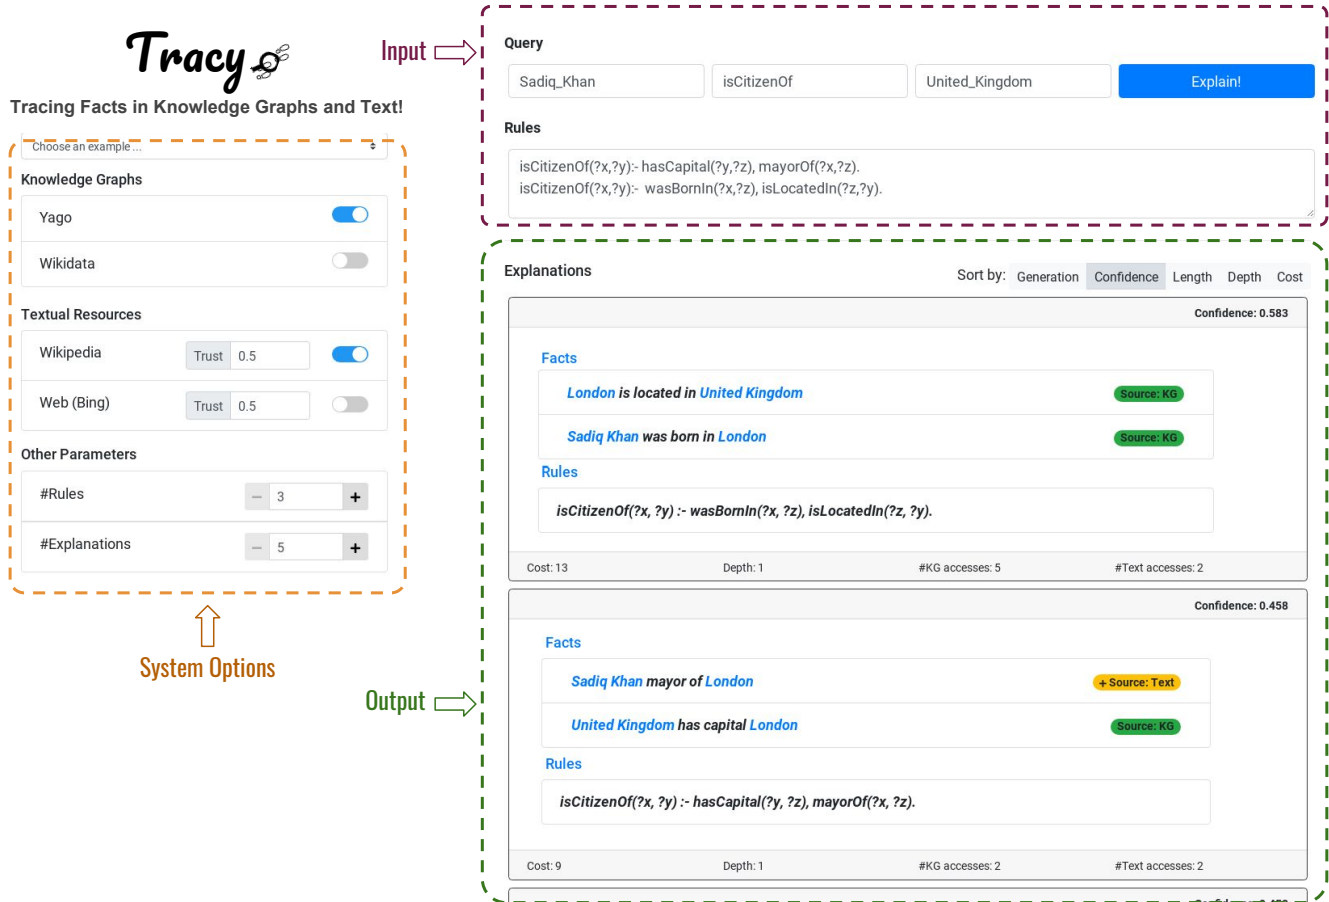 Tracy
Tracing Facts in Knowledge Graphs and Text!
Choose an example ...
Knowledge Graphs
Yago
Wikidata
Textual Resources
Wikipedia Trust 0.5
Web (Bing) Trust 0.5
Other Parameters
#Rules − 3 +
#Explanations − 5 +
System Options
Input
Query
Sadiq_Khan isCitizenOf United_Kingdom Explain!
Rules
isCitizenOf(?x,?y):- hasCapital(?y,?z), mayorOf(?x,?z).
isCitizenOf(?x,?y):- wasBornIn(?x,?z), isLocatedIn(?z,?y).
Output
Explanations Sort by: Generation Confidence Length Depth Cost
Confidence: 0.583
Facts
London is located in United Kingdom Source: KG
Sadiq Khan was born in London Source: KG
Rules
isCitizenOf(?x, ?y) :- wasBornIn(?x, ?z), isLocatedIn(?z, ?y).
Cost: 13 Depth: 1 #KG accesses: 5 #Text accesses: 2
Confidence: 0.458
Facts
Sadiq Khan mayor of London + Source: Text
United Kingdom has capital London Source: KG
Rules
isCitizenOf(?x, ?y) :- hasCapital(?y, ?z), mayorOf(?x, ?z).
Cost: 9 Depth: 1 #KG accesses: 2 #Text accesses: 2